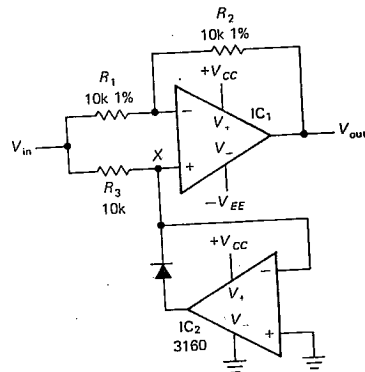 R2
10k 1%
R1
10k 1%
+VCC
IC1
−
V+
Vin
Vout
X
V−
+
R3
10k
−VEE
+VCC
−
V+
IC2
3160
V−
+